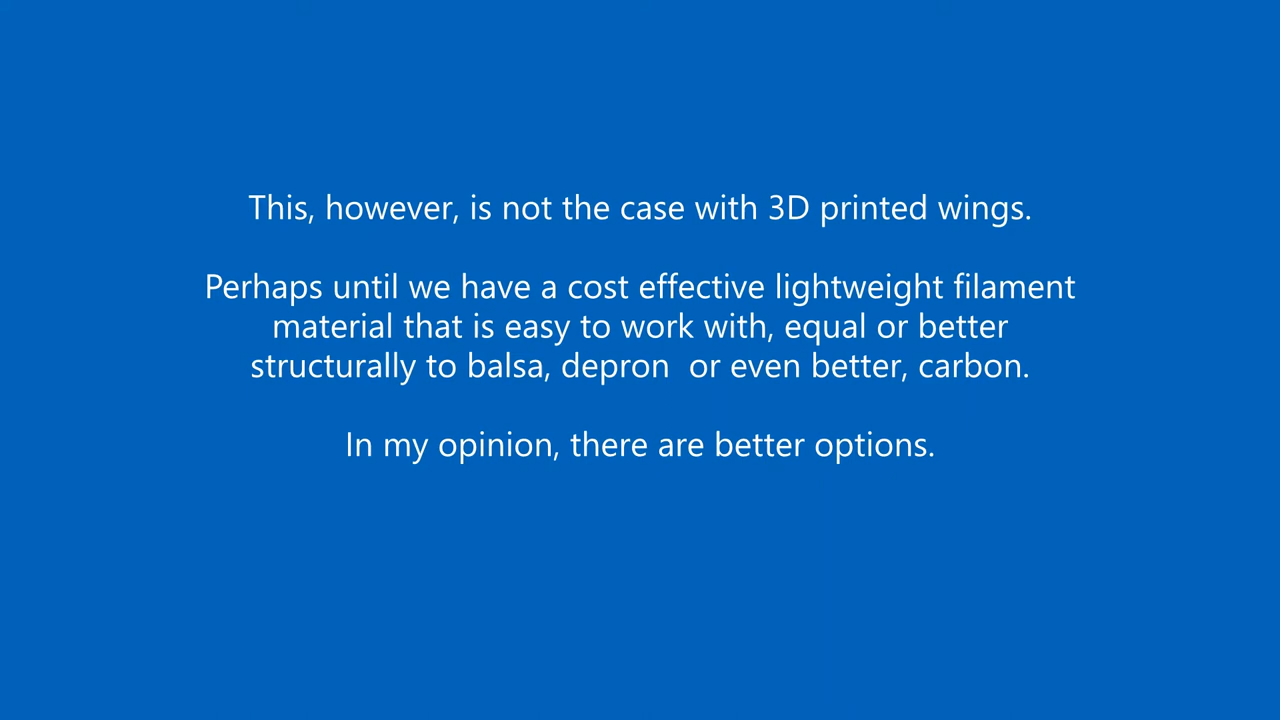 This, however, is not the case with 3D printed wings.
Perhaps until we have a cost effective lightweight filament
material that is easy to work with, equal or better
structurally to balsa, depron  or even better, carbon.
In my opinion, there are better options.